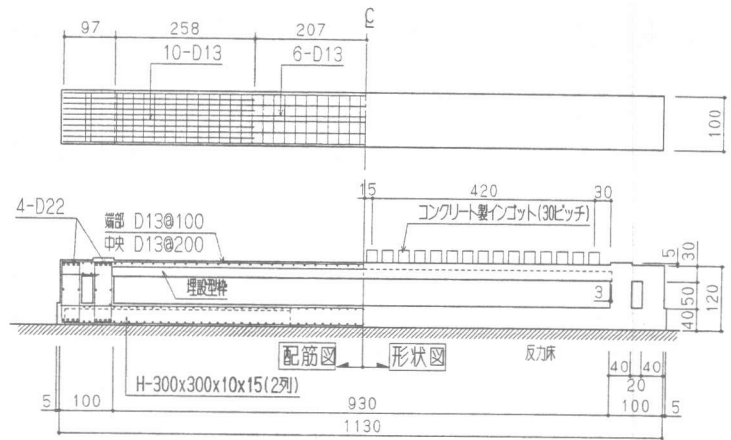 ℄
97 258 207
10-D13 6-D13
100
15 420 30
4-D22
端部 D13@100
中央 D13@200
コンクリート製インゴット(30ピッチ)
5
30
埋設型枠
3
50
120
40
配筋図 形状図 反力床
40 40
H-300x300x10x15(2列)
20
5 100 930 100 5
1130